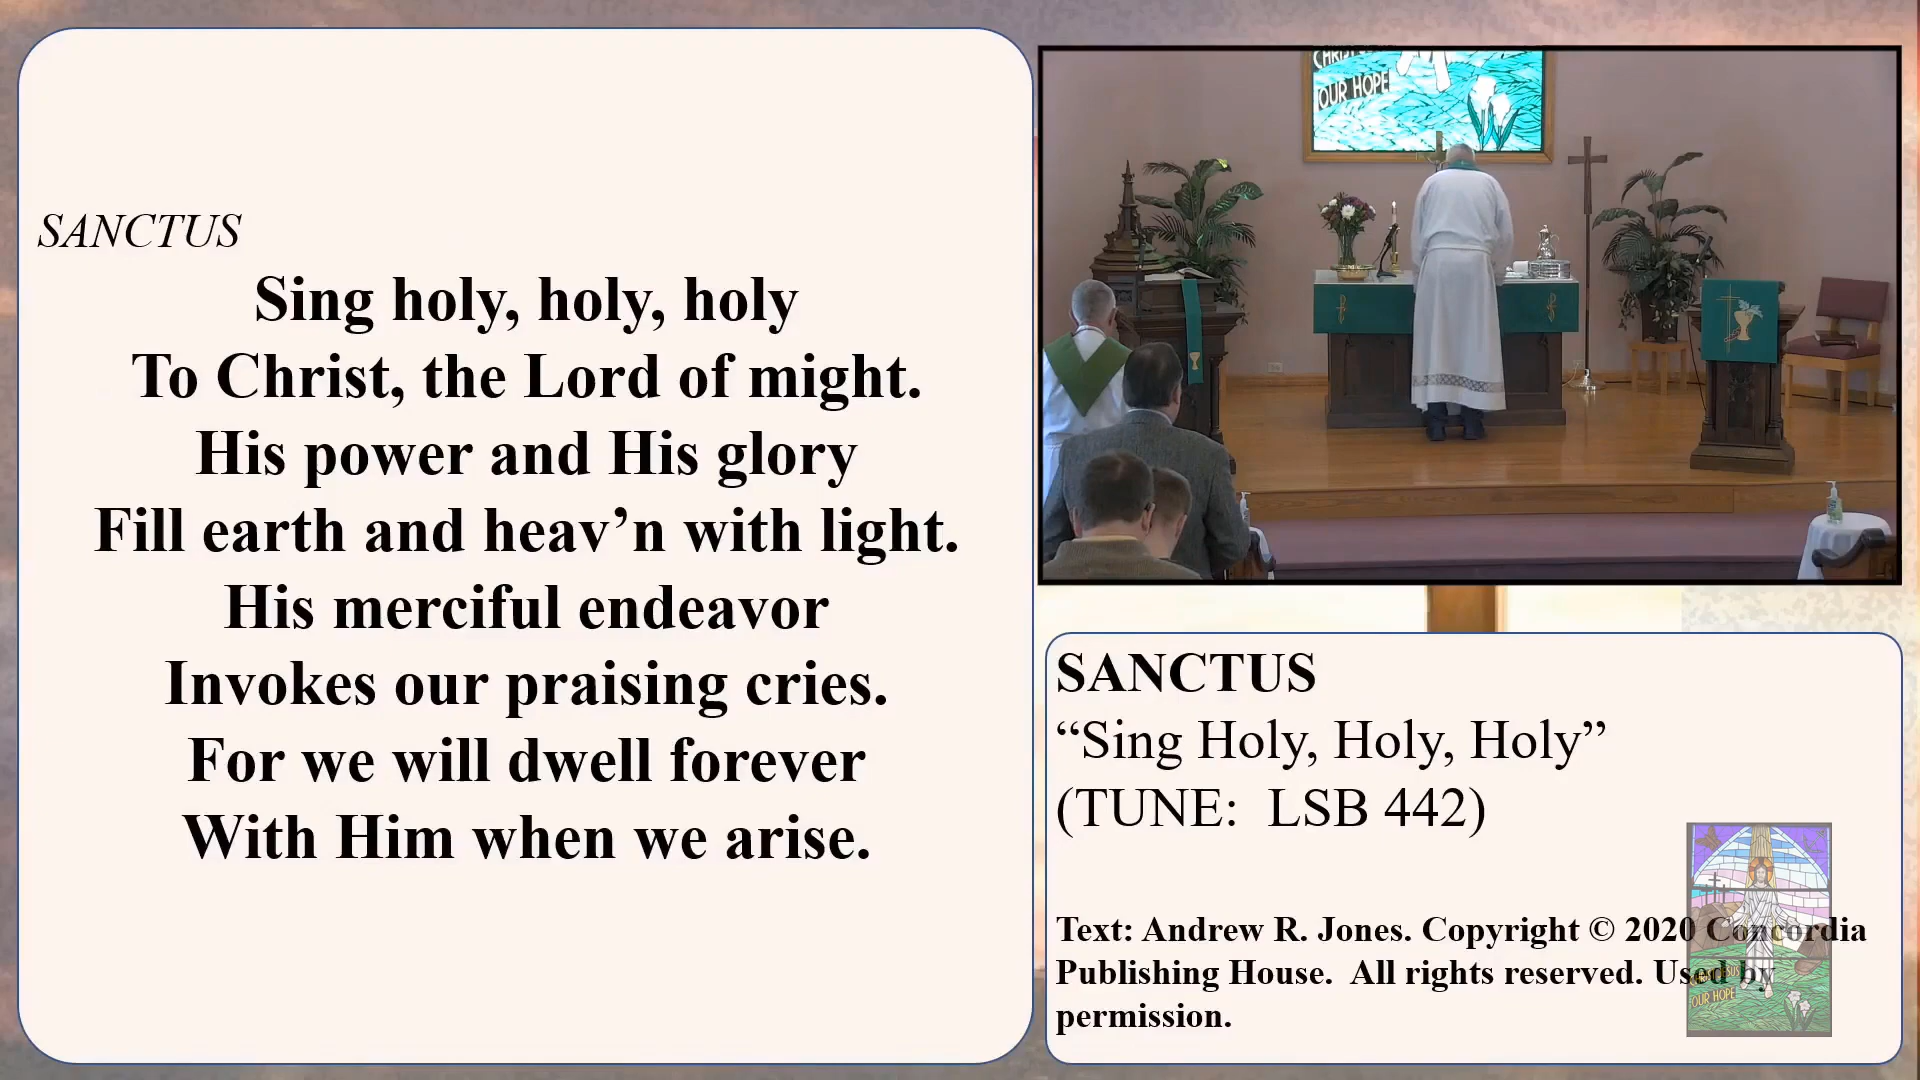 SANCTUS
Sing holy, holy, holy
To Christ, the Lord of might.
His power and His glory
Fill earth and heav’n with light.
His merciful endeavor
Invokes our praising cries.
For we will dwell forever
With Him when we arise.
OUR HOPE
SANCTUS
“Sing Holy, Holy, Holy”
(TUNE:  LSB 442)
Text: Andrew R. Jones. Copyright © 2020 Concordia
Publishing House.  All rights reserved. Used by
permission.
OUR HOPE